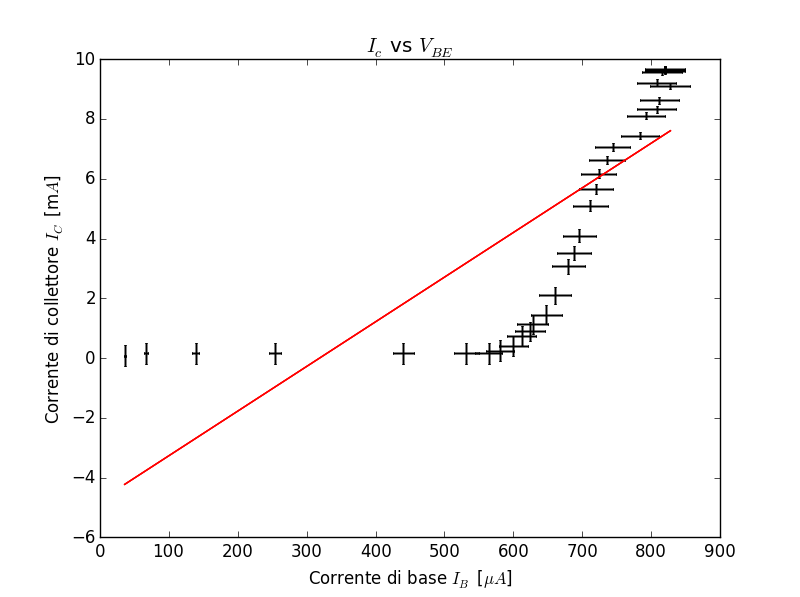 I_c vs V_BE
10
8
6
4
2
0
−2
−4
−6
Corrente di collettore I_C [mA]
0 100 200 300 400 500 600 700 800 900
Corrente di base I_B [μA]